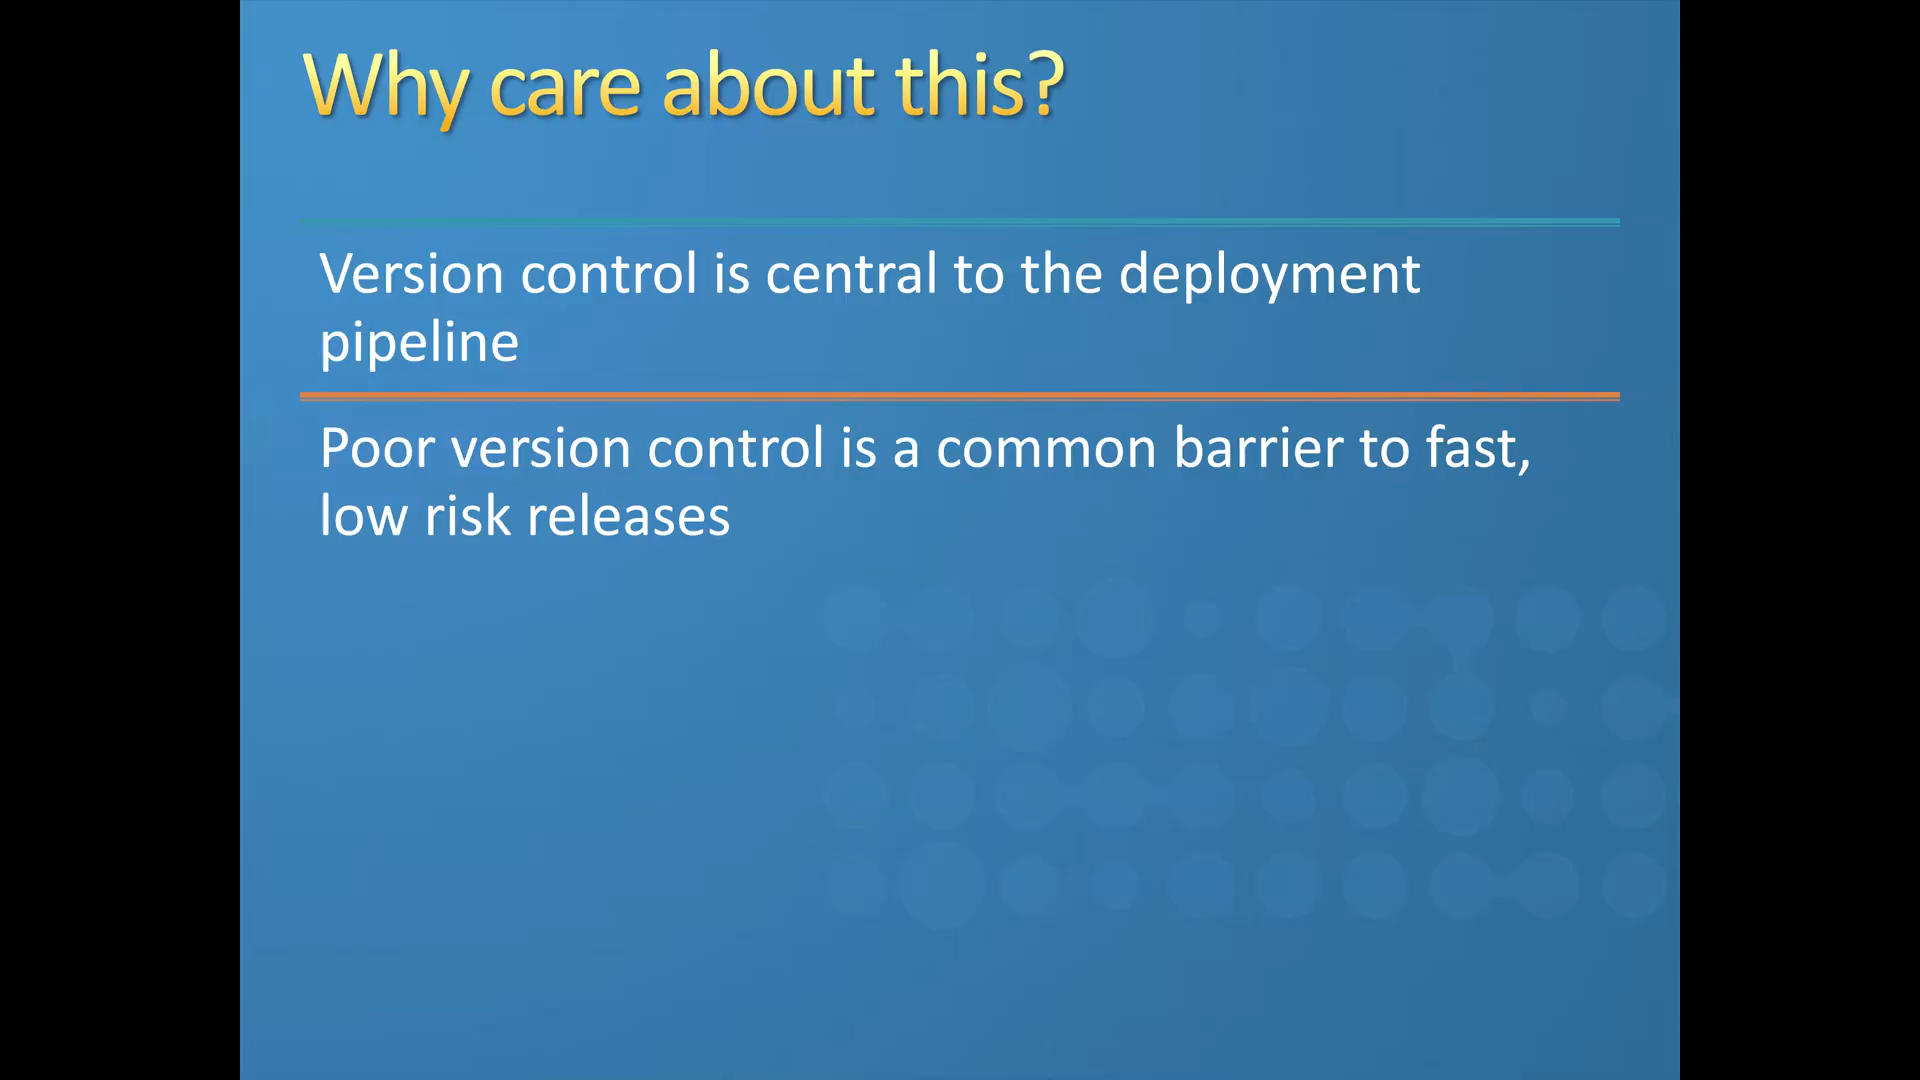 Why care about this?
Version control is central to the deployment
pipeline
Poor version control is a common barrier to fast,
low risk releases